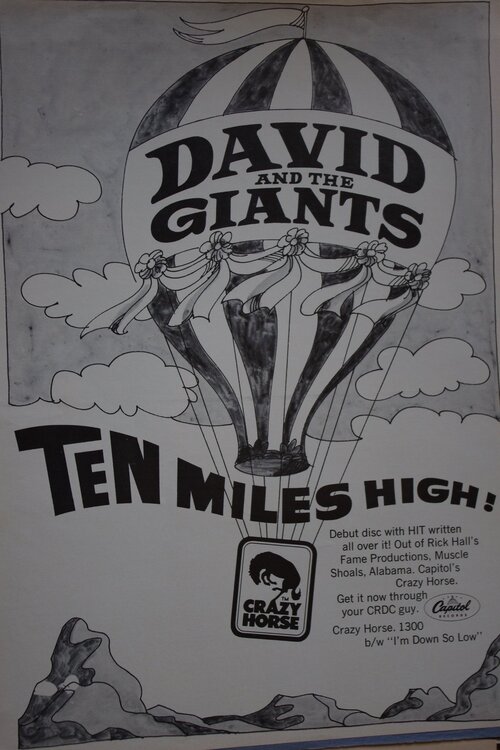 DAVID
AND THE
GIANTS
TEN MILES HIGH!
Debut disc with HIT written
all over it! Out of Rick Hall's
Fame Productions, Muscle
Shoals, Alabama. Capitol's
Crazy Horse.
Get it now through
your CRDC guy.
Capitol
RECORDS
Crazy Horse. 1300
b/w "I'm Down So Low"
TM
CRAZY
HORSE